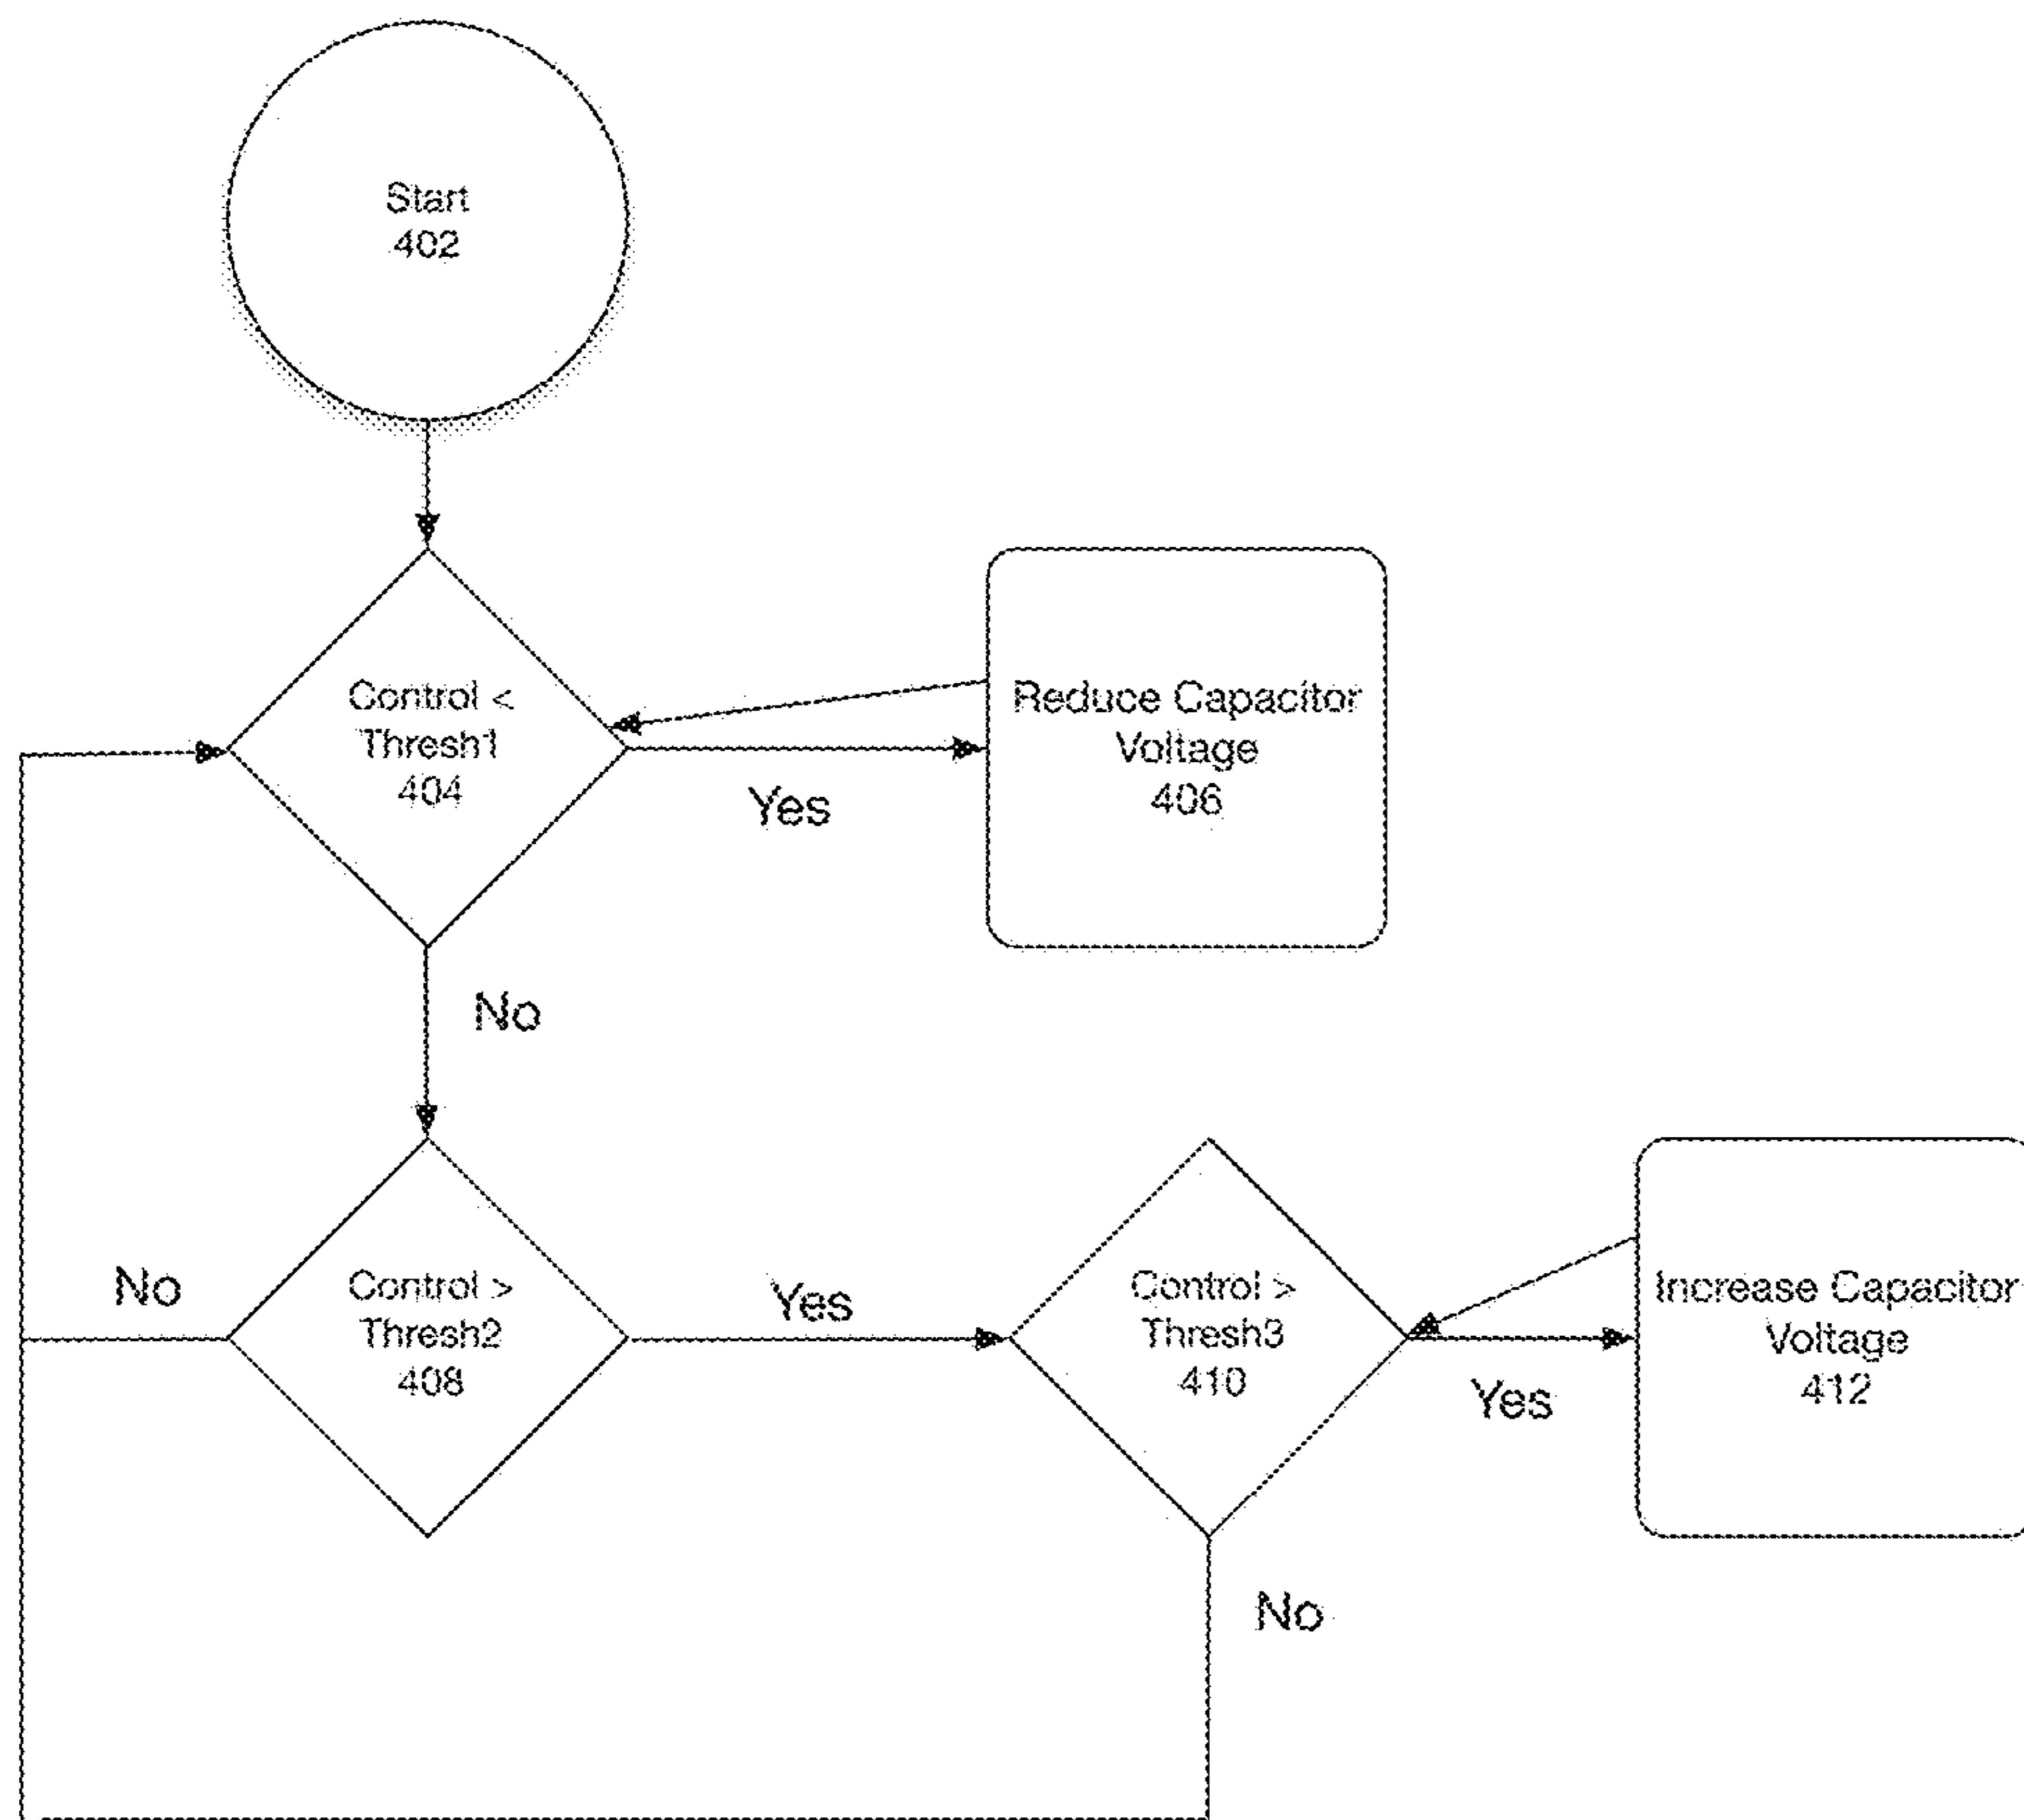 Start
402
Control <
Thresh1
404
Yes
Reduce Capacitor
Voltage
406
No
No
Control >
Thresh2
408
Yes
Control >
Thresh3
410
Yes
Increase Capacitor
Voltage
412
No